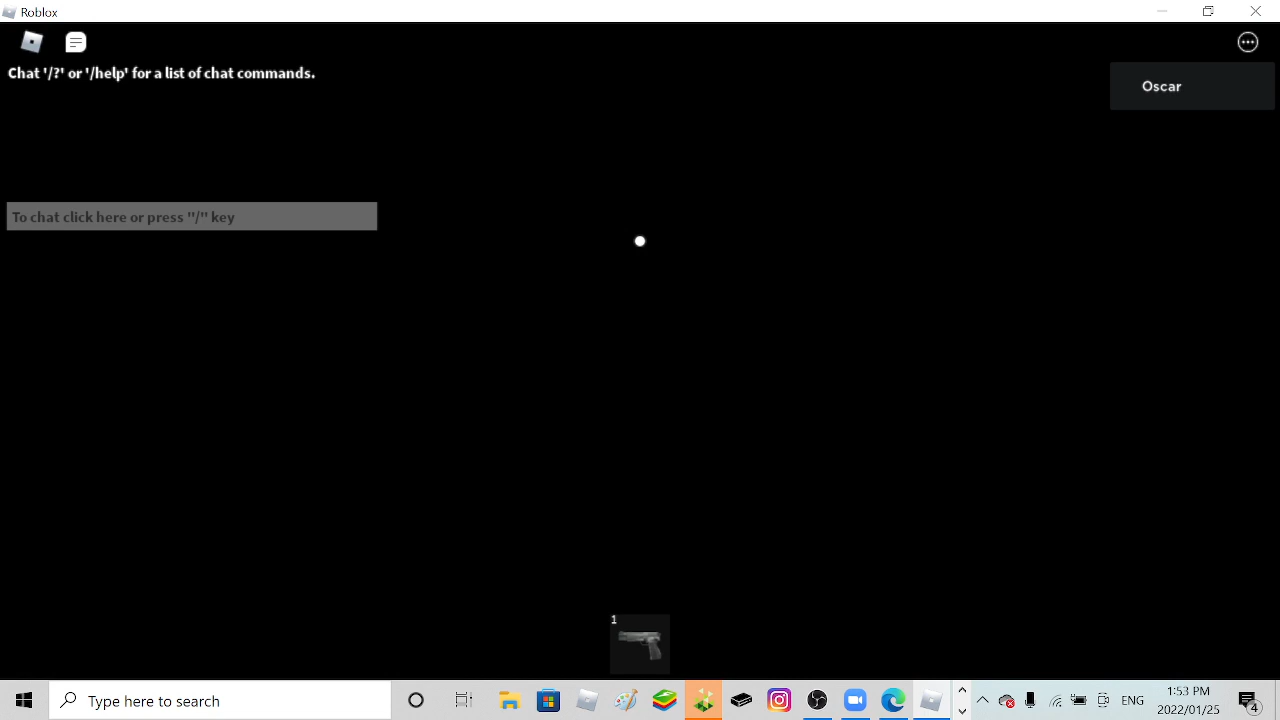 Roblox
Chat '/?' or '/help' for a list of chat commands.
Oscar
To chat click here or press "/" key
1
Type here to search
ENG
1:53 PM
2022/01/25
4